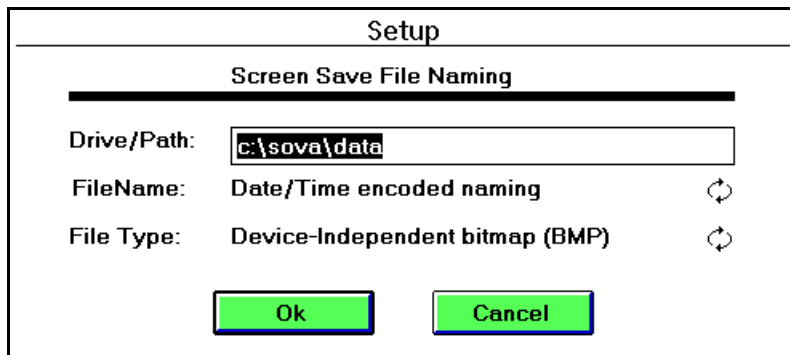 Setup
Screen Save File Naming
Drive/Path: c:\sova\data
FileName: Date/Time encoded naming
File Type: Device-Independent bitmap (BMP)
Ok Cancel